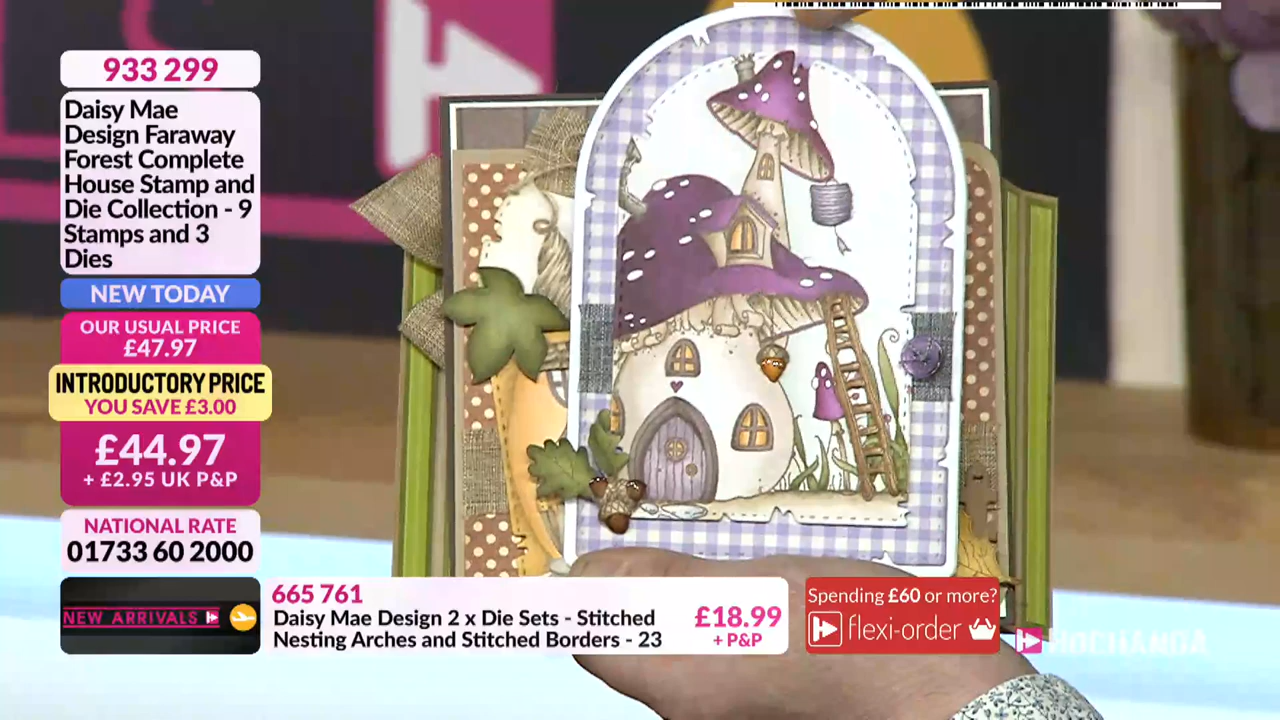 933 299
Daisy Mae
Design Faraway
Forest Complete
House Stamp and
Die Collection - 9
Stamps and 3
Dies
NEW TODAY
OUR USUAL PRICE
£47.97
INTRODUCTORY PRICE
YOU SAVE £3.00
£44.97
+ £2.95 UK P&P
NATIONAL RATE
01733 60 2000
NEW ARRIVALS
665 761
Daisy Mae Design 2 x Die Sets - Stitched
Nesting Arches and Stitched Borders - 23
£18.99
+ P&P
Spending £60 or more?
flexi-order
HOCHANDA